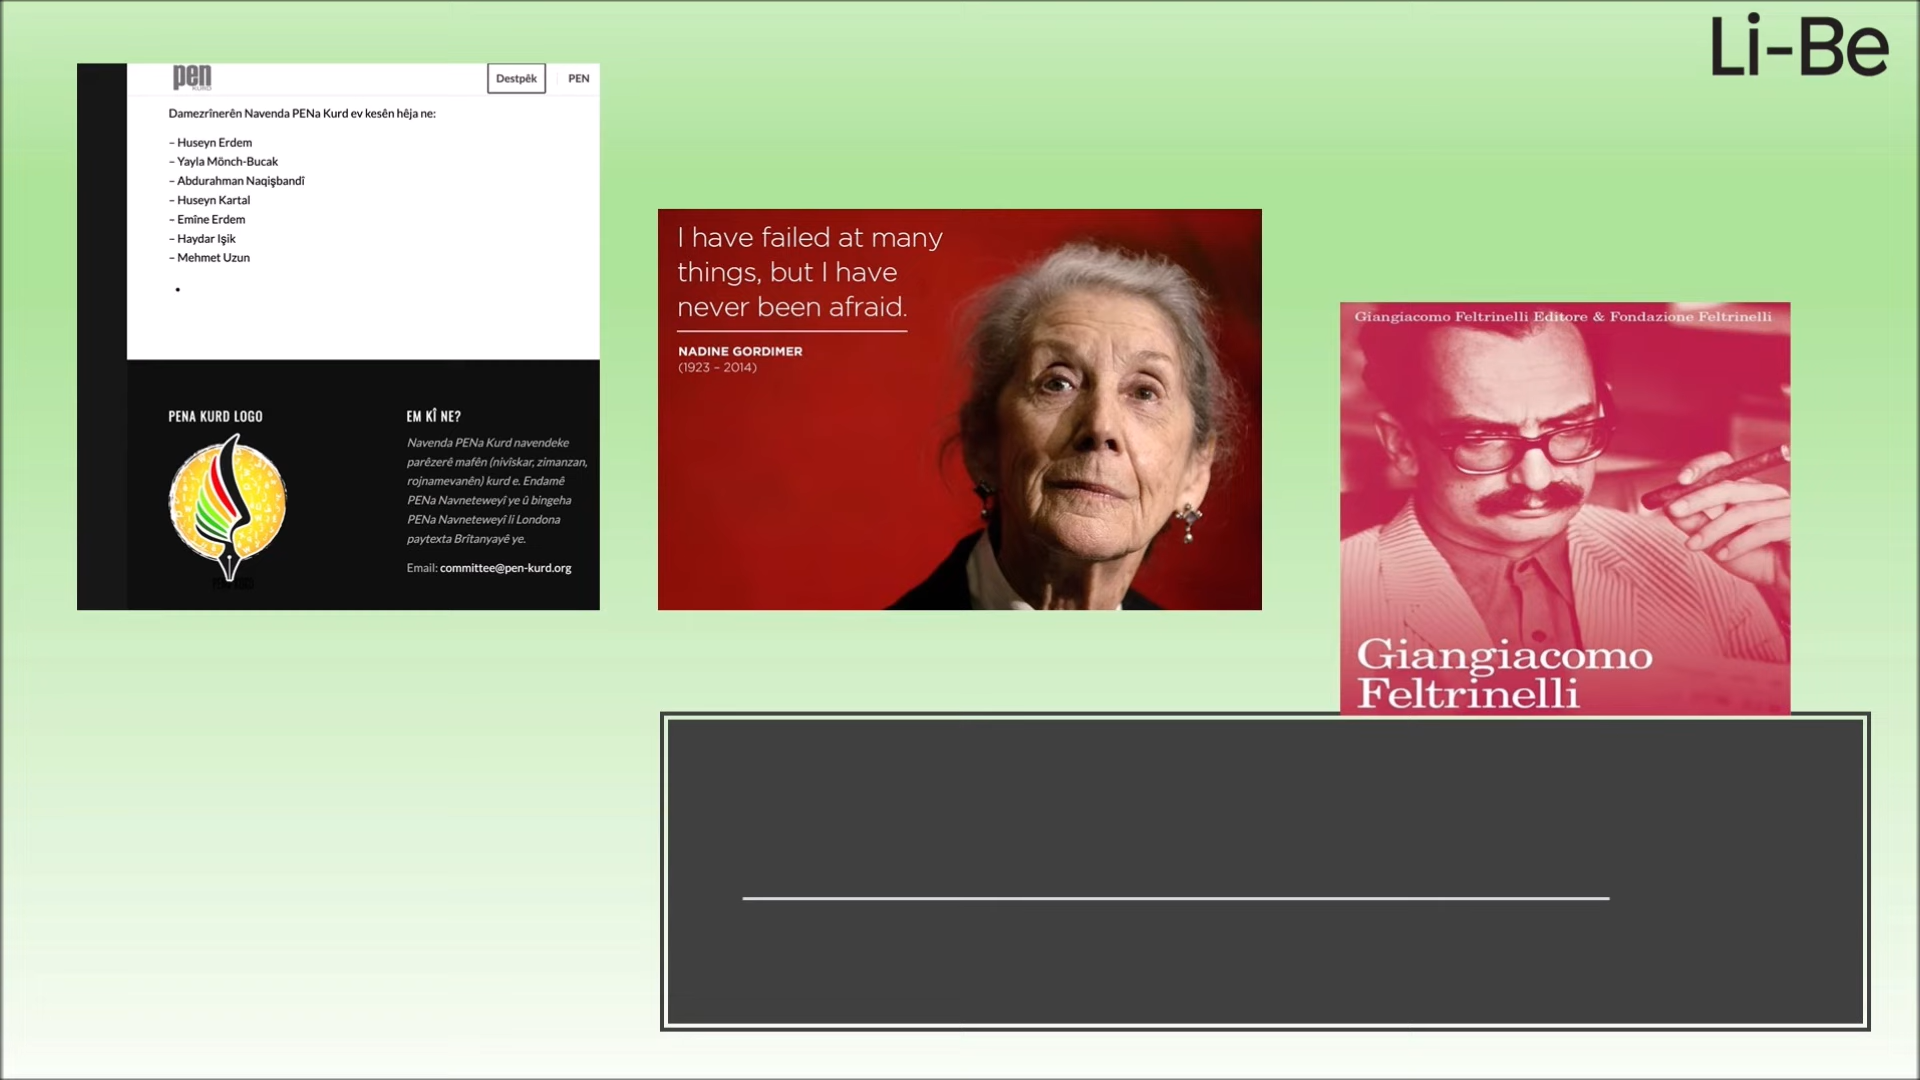 Li-Be
pen
KURD
Destpêk
PEN
Damezrînerên Navenda PENa Kurd ev kesên hêja ne:
– Huseyn Erdem
– Yayla Mönch-Bucak
– Abdurahman Naqişbandî
– Huseyn Kartal
– Emîne Erdem
– Haydar Işik
– Mehmet Uzun
PENA KURD LOGO
EM KÎ NE?
Navenda PENa Kurd navendeke
parêzerê mafên (nivîskar, zimanzan,
rojnamevanên) kurd e. Endamê
PENa Navneteweyî ye û bingeha
PENa Navneteweyî li Londona
paytexta Brîtanyayê ye.
Email: committee@pen-kurd.org
I have failed at many
things, but I have
never been afraid.
NADINE GORDIMER
(1923 – 2014)
Giangiacomo Feltrinelli Editore & Fondazione Feltrinelli
Giangiacomo
Feltrinelli